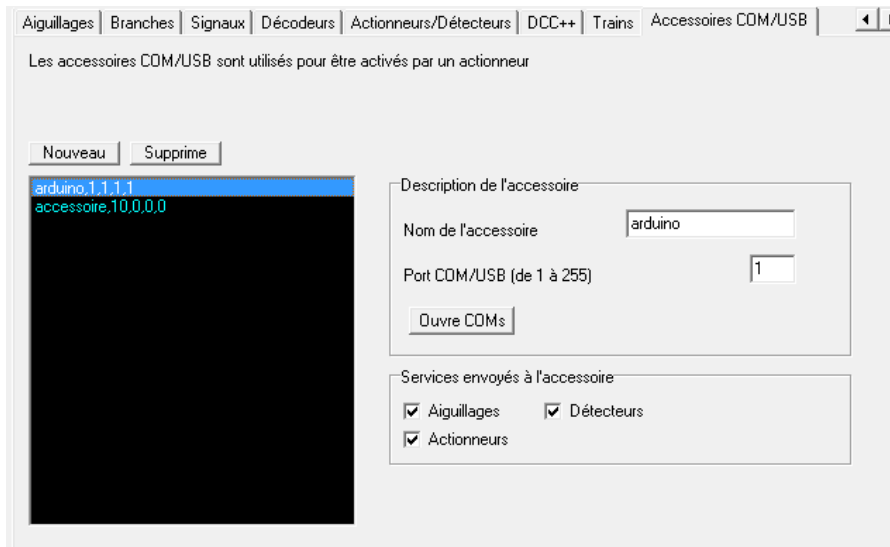 Aiguillages Branches Signaux Décodeurs Actionneurs/Détecteurs DCC++ Trains Accessoires COM/USB
Les accessoires COM/USB sont utilisés pour être activés par un actionneur
Nouveau Supprime
arduino,1,1,1,1
accessoire,10,0,0,0
Description de l'accessoire
Nom de l'accessoire arduino
Port COM/USB (de 1 à 255) 1
Ouvre COMs
Services envoyés à l'accessoire
Aiguillages Détecteurs
Actionneurs